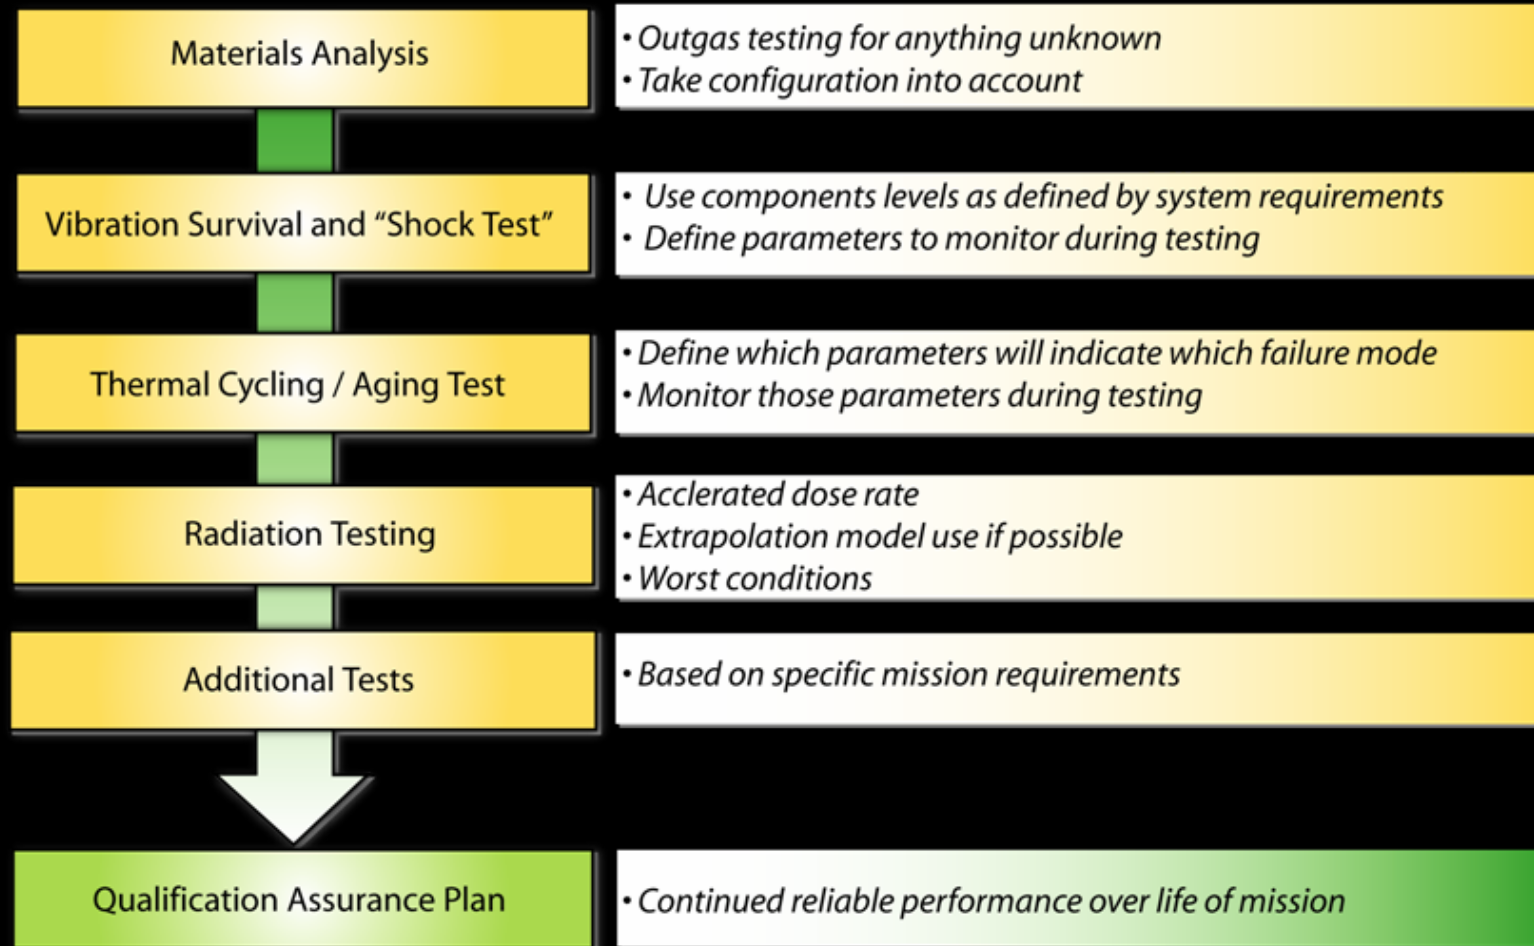 Materials Analysis
• Outgas testing for anything unknown
• Take configuration into account
Vibration Survival and “Shock Test”
• Use components levels as defined by system requirements
• Define parameters to monitor during testing
Thermal Cycling / Aging Test
• Define which parameters will indicate which failure mode
• Monitor those parameters during testing
Radiation Testing
• Acclerated dose rate
• Extrapolation model use if possible
• Worst conditions
Additional Tests
• Based on specific mission requirements
Qualification Assurance Plan
• Continued reliable performance over life of mission